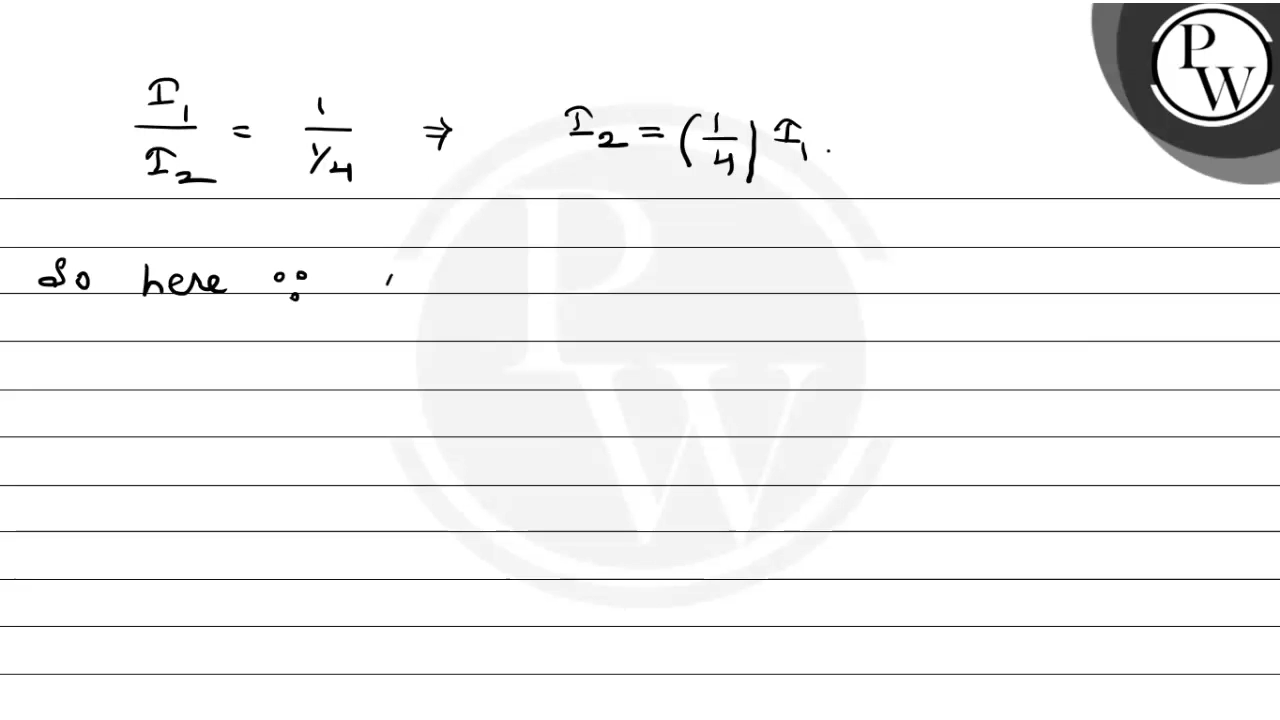 I₁/I₂ = 1/(1/4) ⇒ I₂ = (1/4) I₁.
So here ∵
P W
P W